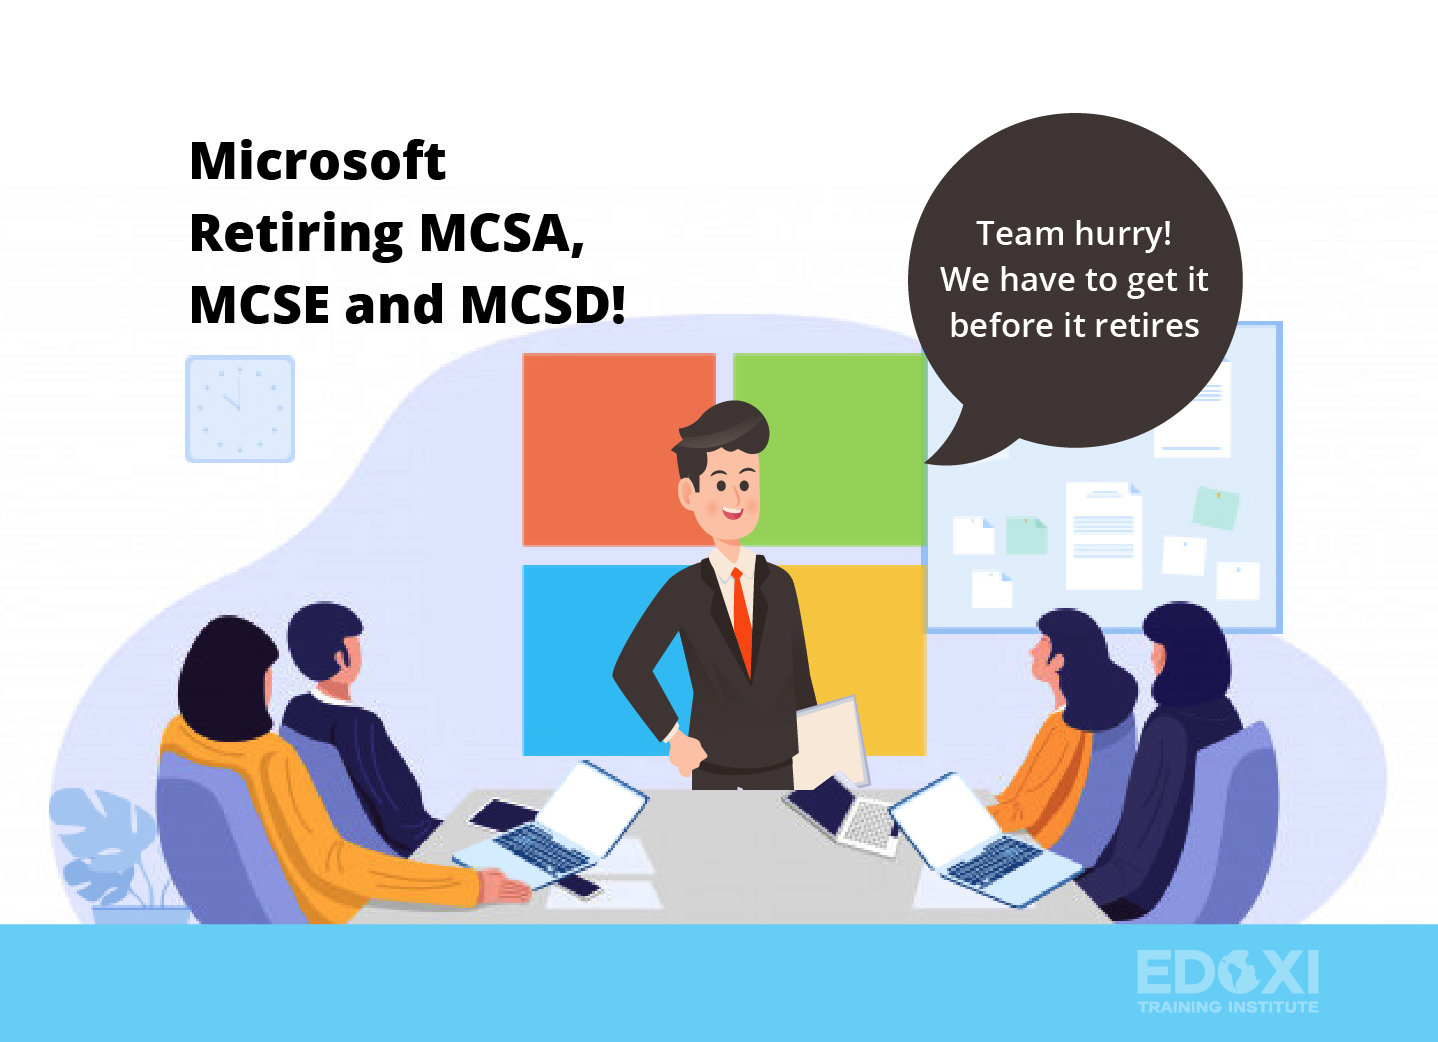 Microsoft
Retiring MCSA,
MCSE and MCSD!
Team hurry!
We have to get it
before it retires
EDOXI
TRAINING INSTITUTE